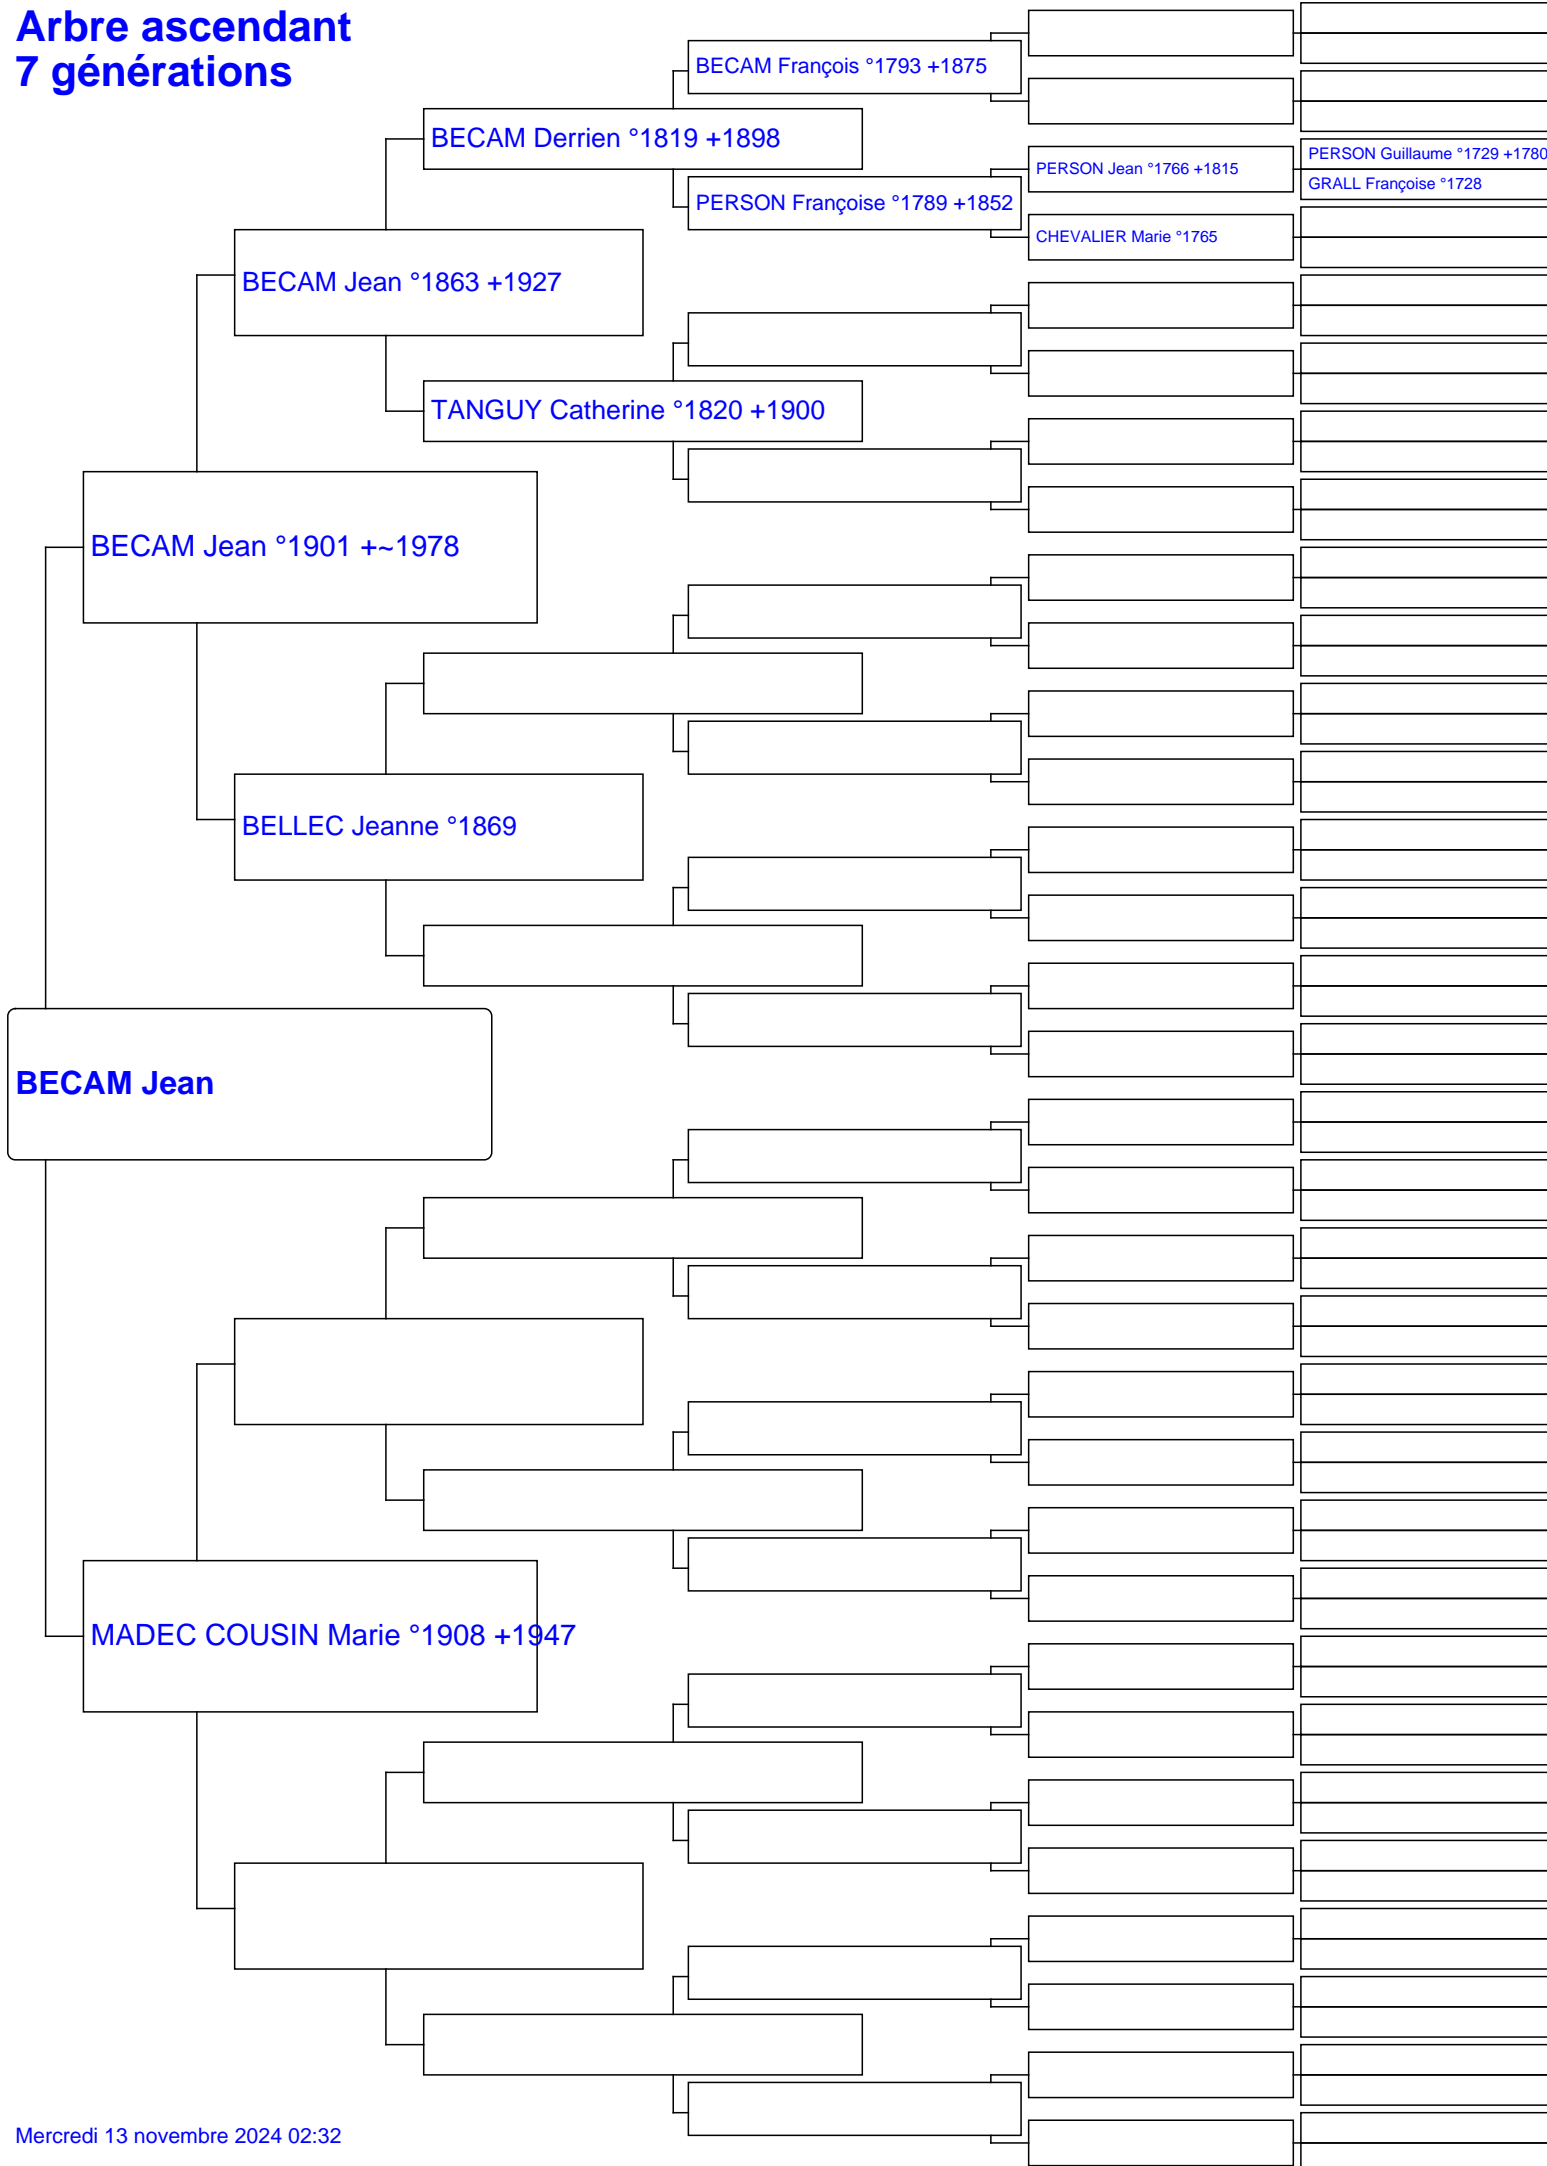 Arbre ascendant
7 générations
BECAM François °1793 +1875
BECAM Derrien °1819 +1898
PERSON Guillaume °1729 +1780
PERSON Jean °1766 +1815
GRALL Françoise °1728
PERSON Françoise °1789 +1852
CHEVALIER Marie °1765
BECAM Jean °1863 +1927
TANGUY Catherine °1820 +1900
BECAM Jean °1901 +~1978
BELLEC Jeanne °1869
BECAM Jean
MADEC COUSIN Marie °1908 +1947
Mercredi 13 novembre 2024 02:32